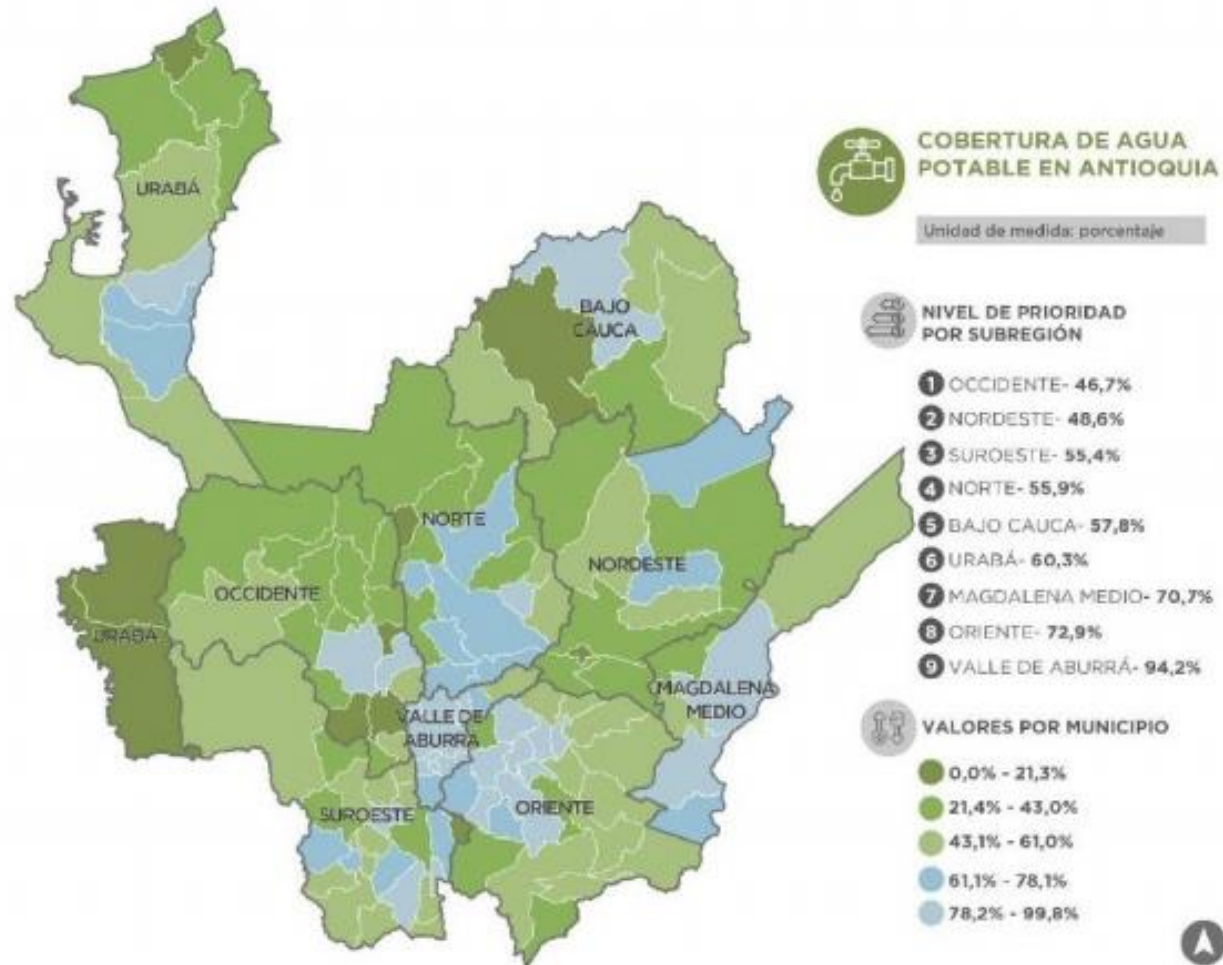 COBERTURA DE AGUA
POTABLE EN ANTIOQUIA
Unidad de medida: porcentaje
NIVEL DE PRIORIDAD
POR SUBREGIÓN
1 OCCIDENTE- 46,7%
2 NORDESTE- 48,6%
3 SUROESTE- 55,4%
4 NORTE- 55,9%
5 BAJO CAUCA- 57,8%
6 URABÁ- 60,3%
7 MAGDALENA MEDIO- 70,7%
8 ORIENTE- 72,9%
9 VALLE DE ABURRÁ- 94,2%
VALORES POR MUNICIPIO
0,0% - 21,3%
21,4% - 43,0%
43,1% - 61,0%
61,1% - 78,1%
78,2% - 99,8%
URABÁ
BAJO
CAUCA
NORTE
NORDESTE
OCCIDENTE
URABÁ
MAGDALENA
MEDIO
VALLE DE
ABURRÁ
SUROESTE
ORIENTE